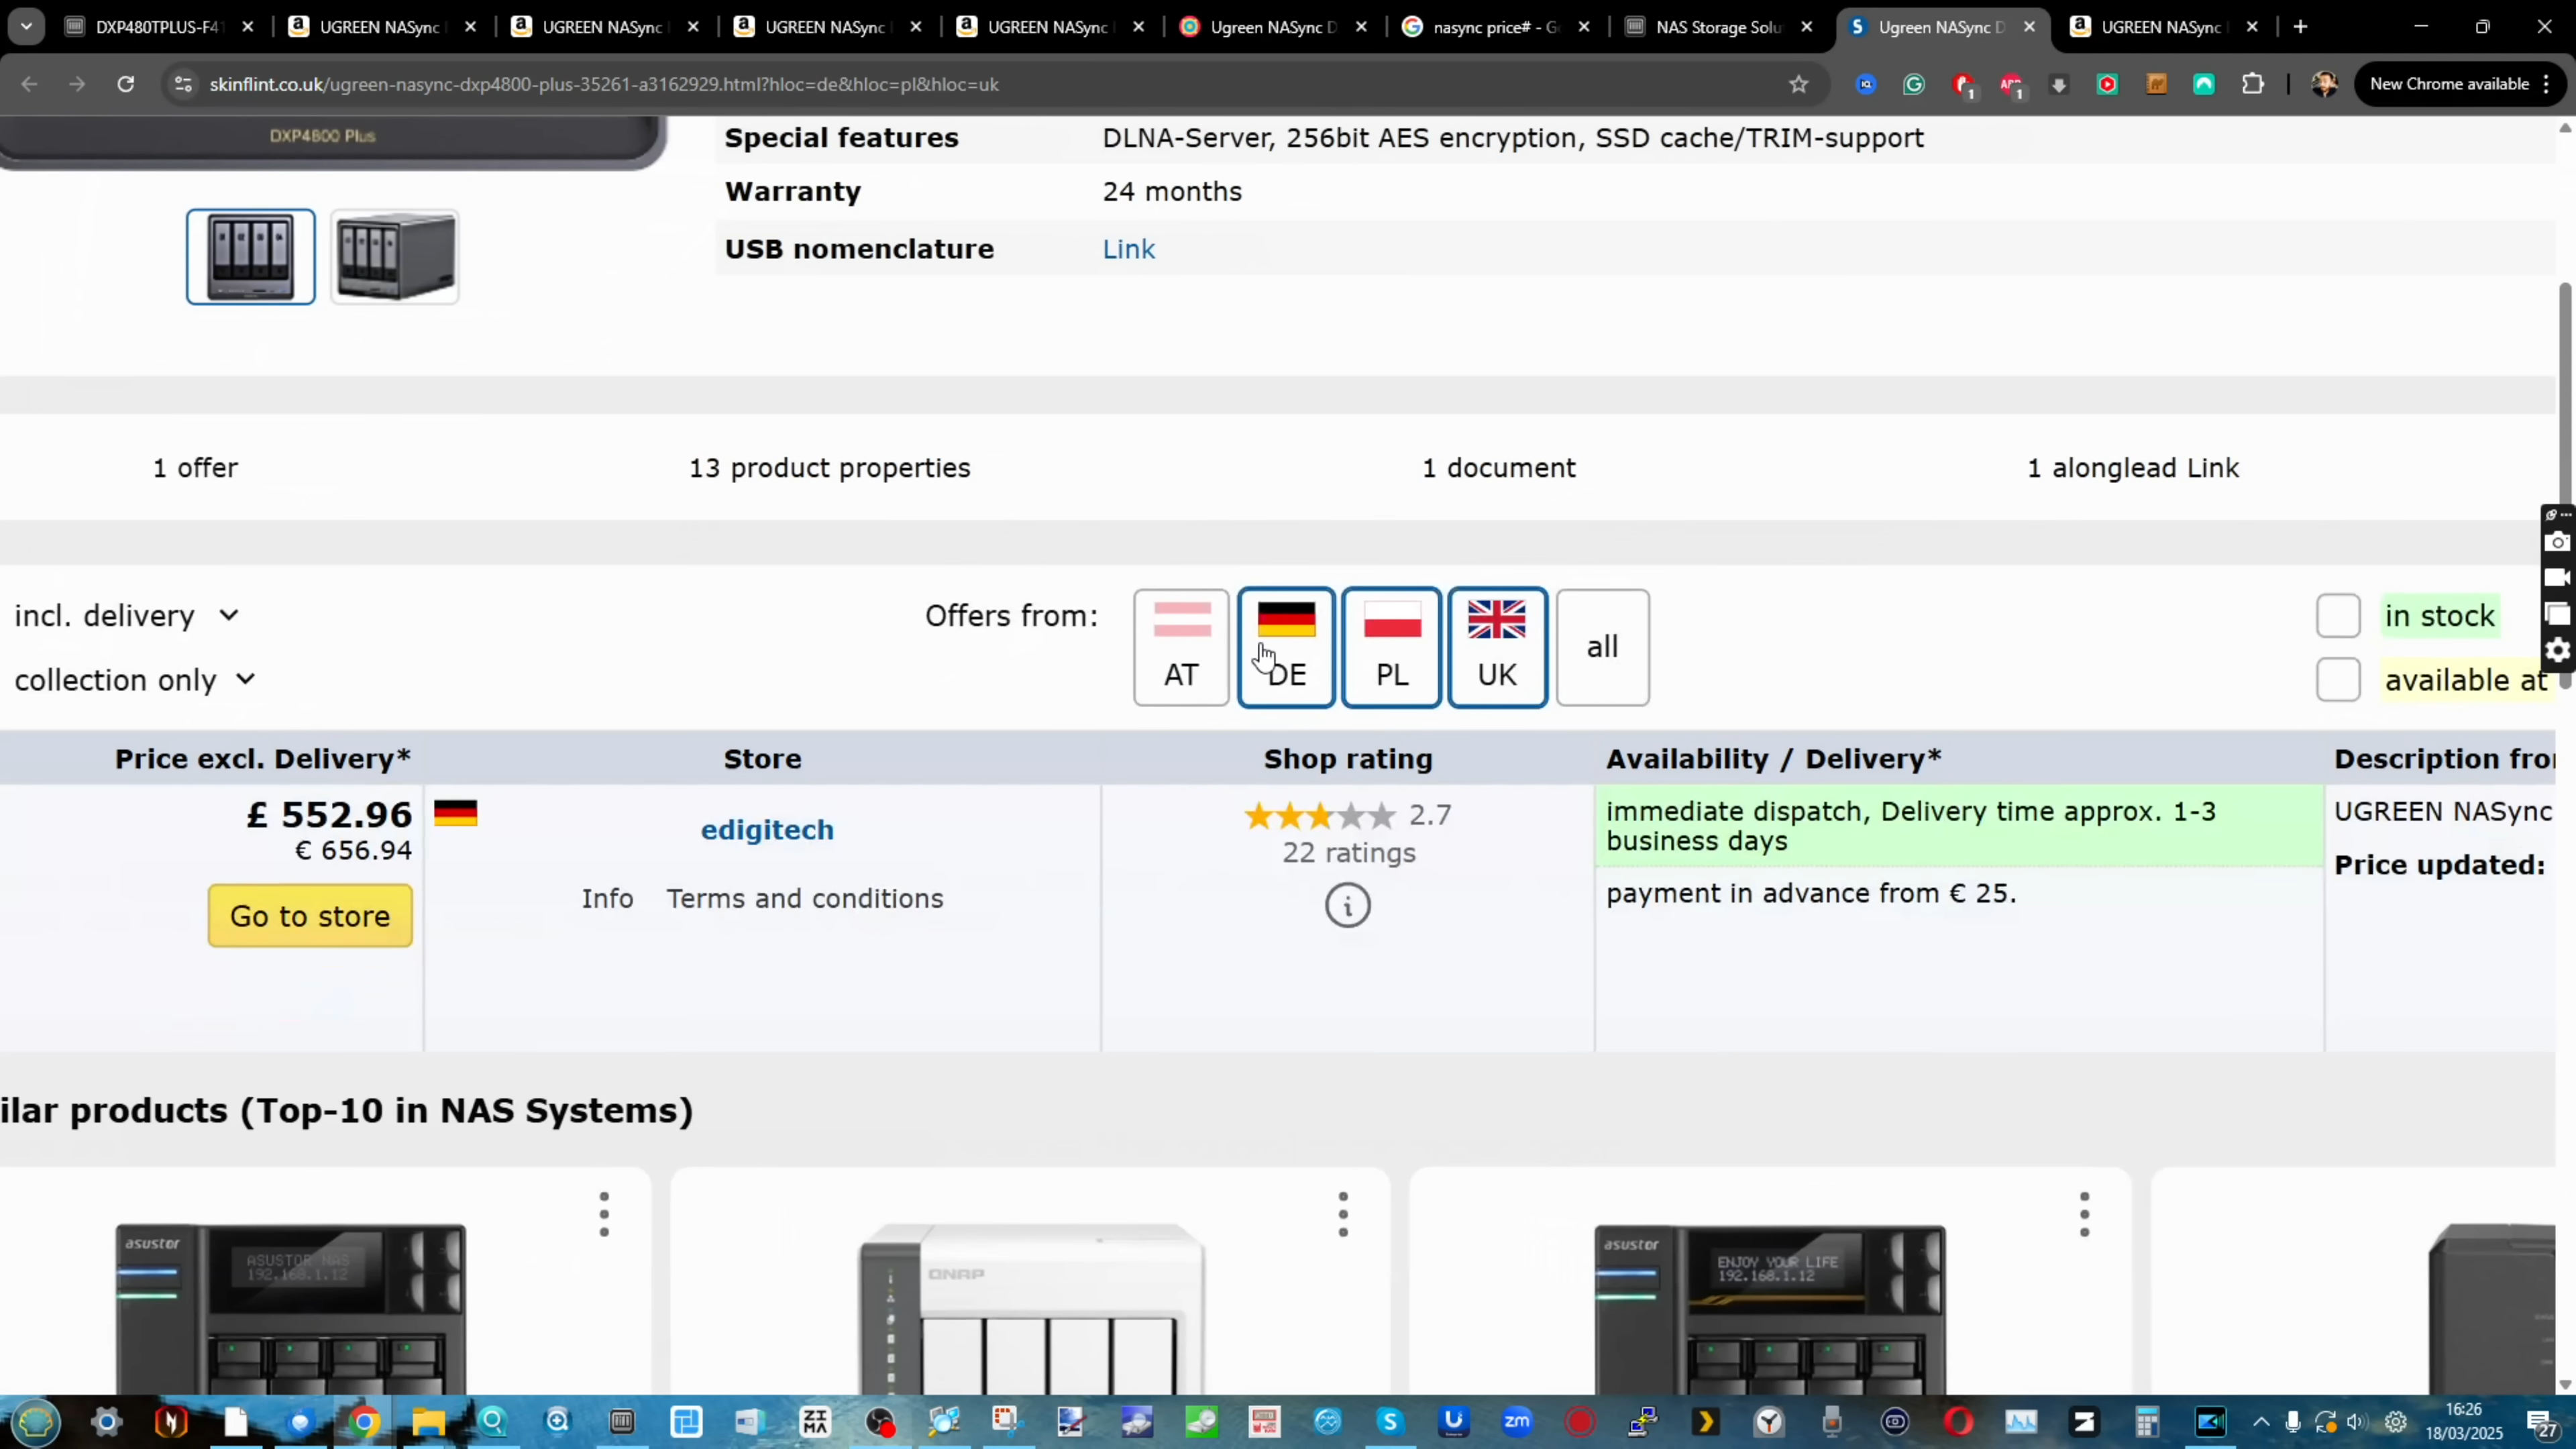 DXP480TPLUS-F41
UGREEN NASync
UGREEN NASync
UGREEN NASync
UGREEN NASync
Ugreen NASync D
nasync price# - Go
NAS Storage Solu
Ugreen NASync D
UGREEN NASync
skinflint.co.uk/ugreen-nasync-dxp4800-plus-35261-a3162929.html?hloc=de&hloc=pl&hloc=uk
New Chrome available
DXP4800 Plus
Special features DLNA-Server, 256bit AES encryption, SSD cache/TRIM-support
Warranty 24 months
USB nomenclature Link
1 offer 13 product properties 1 document 1 alonglead Link
incl. delivery
collection only
Offers from:
AT DE PL UK all
in stock
available at
Price excl. Delivery* Store Shop rating Availability / Delivery* Description from
£ 552.96
€ 656.94
Go to store
edigitech
Info Terms and conditions
2.7
22 ratings
immediate dispatch, Delivery time approx. 1-3
business days
payment in advance from € 25.
UGREEN NASync
Price updated:
ilar products (Top-10 in NAS Systems)
asustor
ASUSTOR NAS
192.168.1.12
QNAP
asustor
ENJOY YOUR LIFE
192.168.1.12
ZI
MA
zm
16:26
18/03/2025
27